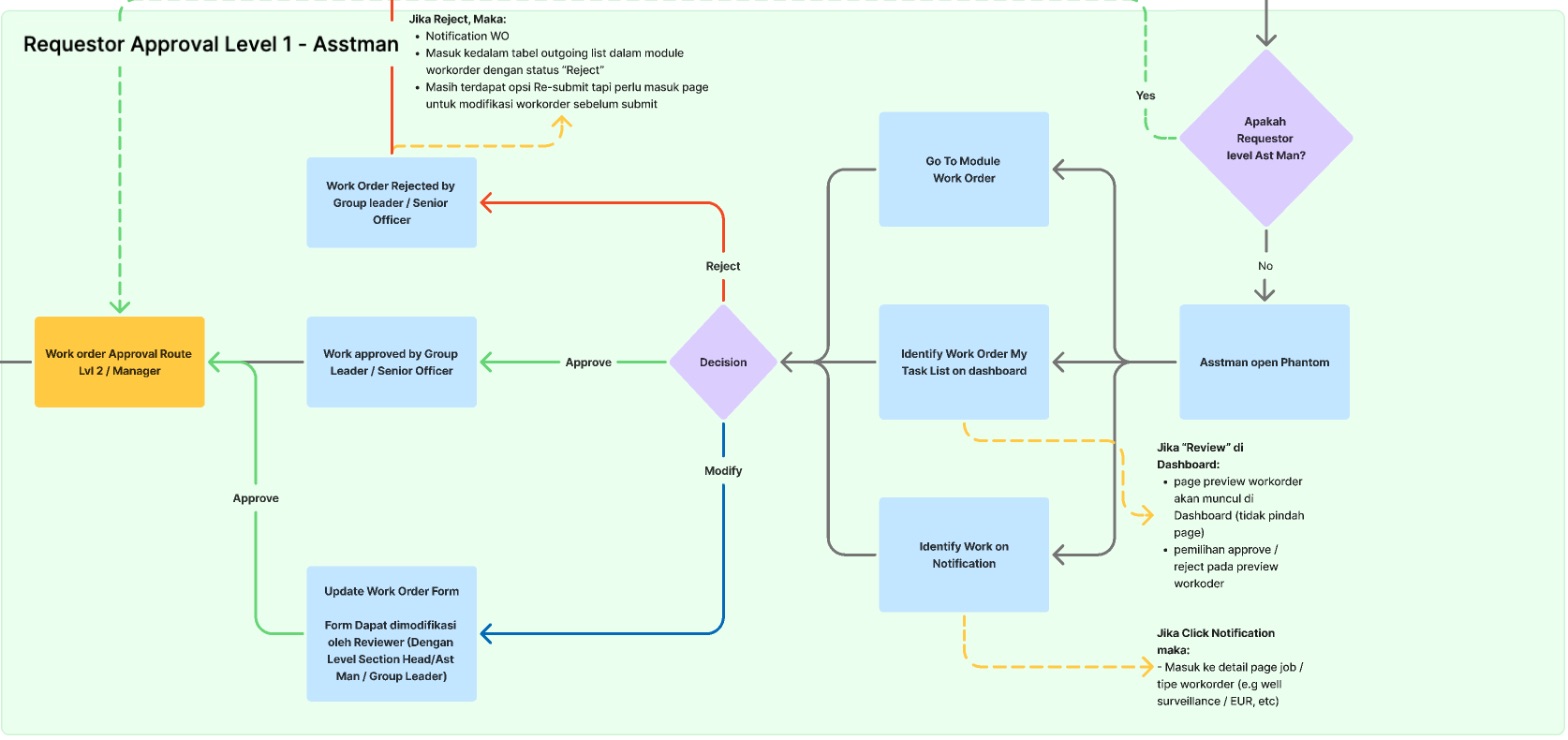 Requestor Approval Level 1 - Asstman
Jika Reject, Maka:
• Notification WO
• Masuk kedalam tabel outgoing list dalam module
workorder dengan status “Reject”
• Masih terdapat opsi Re-submit tapi perlu masuk page
untuk modifikasi workorder sebelum submit
Yes
Apakah
Requestor
level Ast Man?
No
Go To Module
Work Order
Work Order Rejected by
Group leader / Senior
Officer
Reject
Work order Approval Route
Lvl 2 / Manager
Work approved by Group
Leader / Senior Officer
Approve
Decision
Identify Work Order My
Task List on dashboard
Asstman open Phantom
Modify
Approve
Jika “Review” di
Dashboard:
• page preview workorder
akan muncul di
Dashboard (tidak pindah
page)
• pemilihan approve /
reject pada preview
workoder
Identify Work on
Notification
Update Work Order Form
Form Dapat dimodifikasi
oleh Reviewer (Dengan
Level Section Head/Ast
Man / Group Leader)
Jika Click Notification
maka:
- Masuk ke detail page job /
tipe workorder (e.g well
surveillance / EUR, etc)